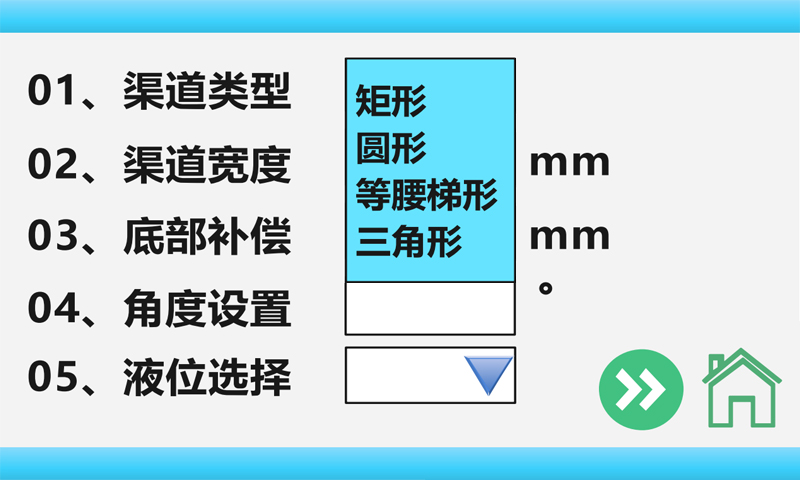 01、渠道类型
矩形
圆形
等腰梯形
三角形
02、渠道宽度 mm
03、底部补偿 mm
04、角度设置 °
05、液位选择